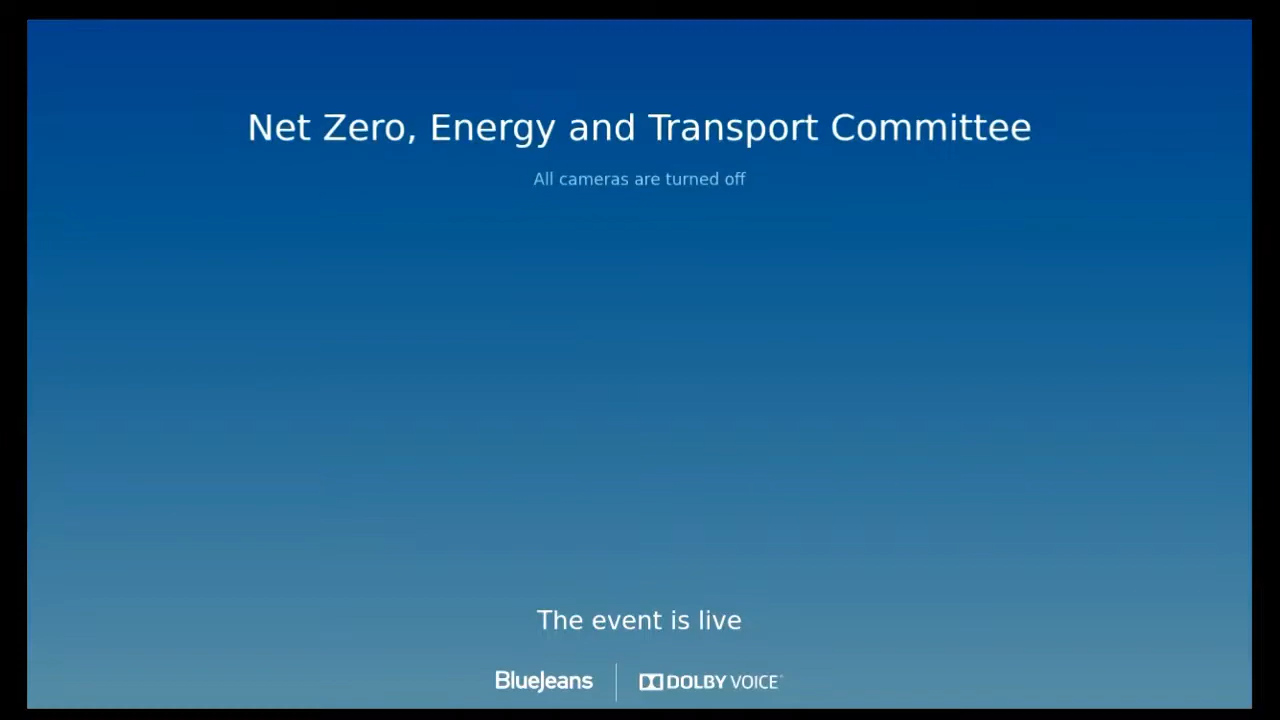 Net Zero, Energy and Transport Committee
All cameras are turned off
The event is live
BlueJeans DOLBY VOICE